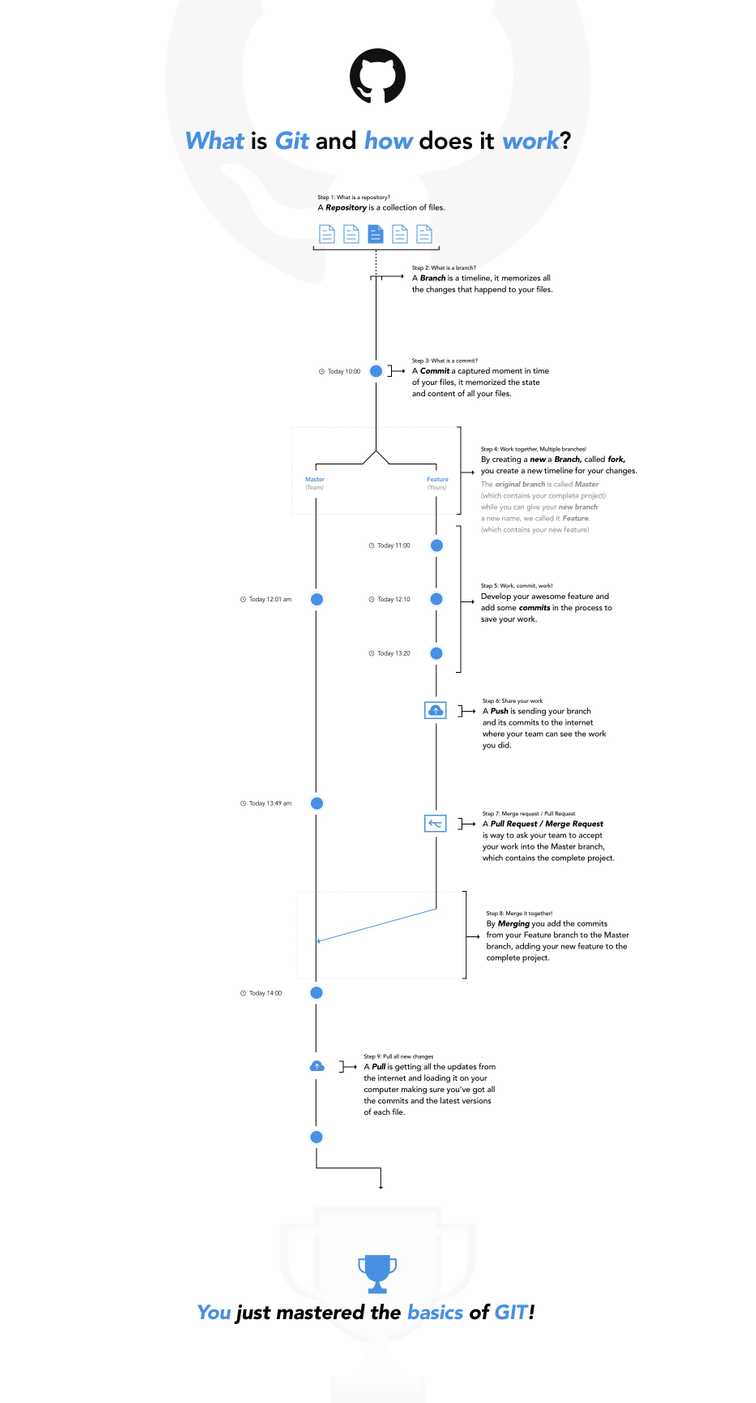 What is Git and how does it work?
Step 1: What is a repository?
A Repository is a collection of files.
Step 2: What is a branch?
A Branch is a timeline, it memorizes all
the changes that happend to your files.
Today 10:00
Step 3: What is a commit?
A Commit a captured moment in time
of your files, it memorized the state
and content of all your files.
Step 4: Work together, Multiple branches!
By creating a new a Branch, called fork,
you create a new timeline for your changes.
The original branch is called Master
(which contains your complete project)
while you can give your new branch
a new name, we called it Feature.
(which contains your new feature)
Master
(Team)
Feature
(Yours)
Today 11:00
Today 12:01 am
Today 12:10
Today 13:20
Step 5: Work, commit, work!
Develop your awesome feature and
add some commits in the process to
save your work.
Step 6: Share your work
A Push is sending your branch
and its commits to the internet
where your team can see the work
you did.
Today 13:49 am
Step 7: Merge request / Pull Request
A Pull Request / Merge Request
is way to ask your team to accept
your work into the Master branch,
which contains the complete project.
Step 8: Merge it together!
By Merging you add the commits
from your Feature branch to the Master
branch, adding your new feature to the
complete project.
Today 14:00
Step 9: Pull all new changes
A Pull is getting all the updates from
the internet and loading it on your
computer making sure you've got all
the commits and the latest versions
of each file.
You just mastered the basics of GIT!